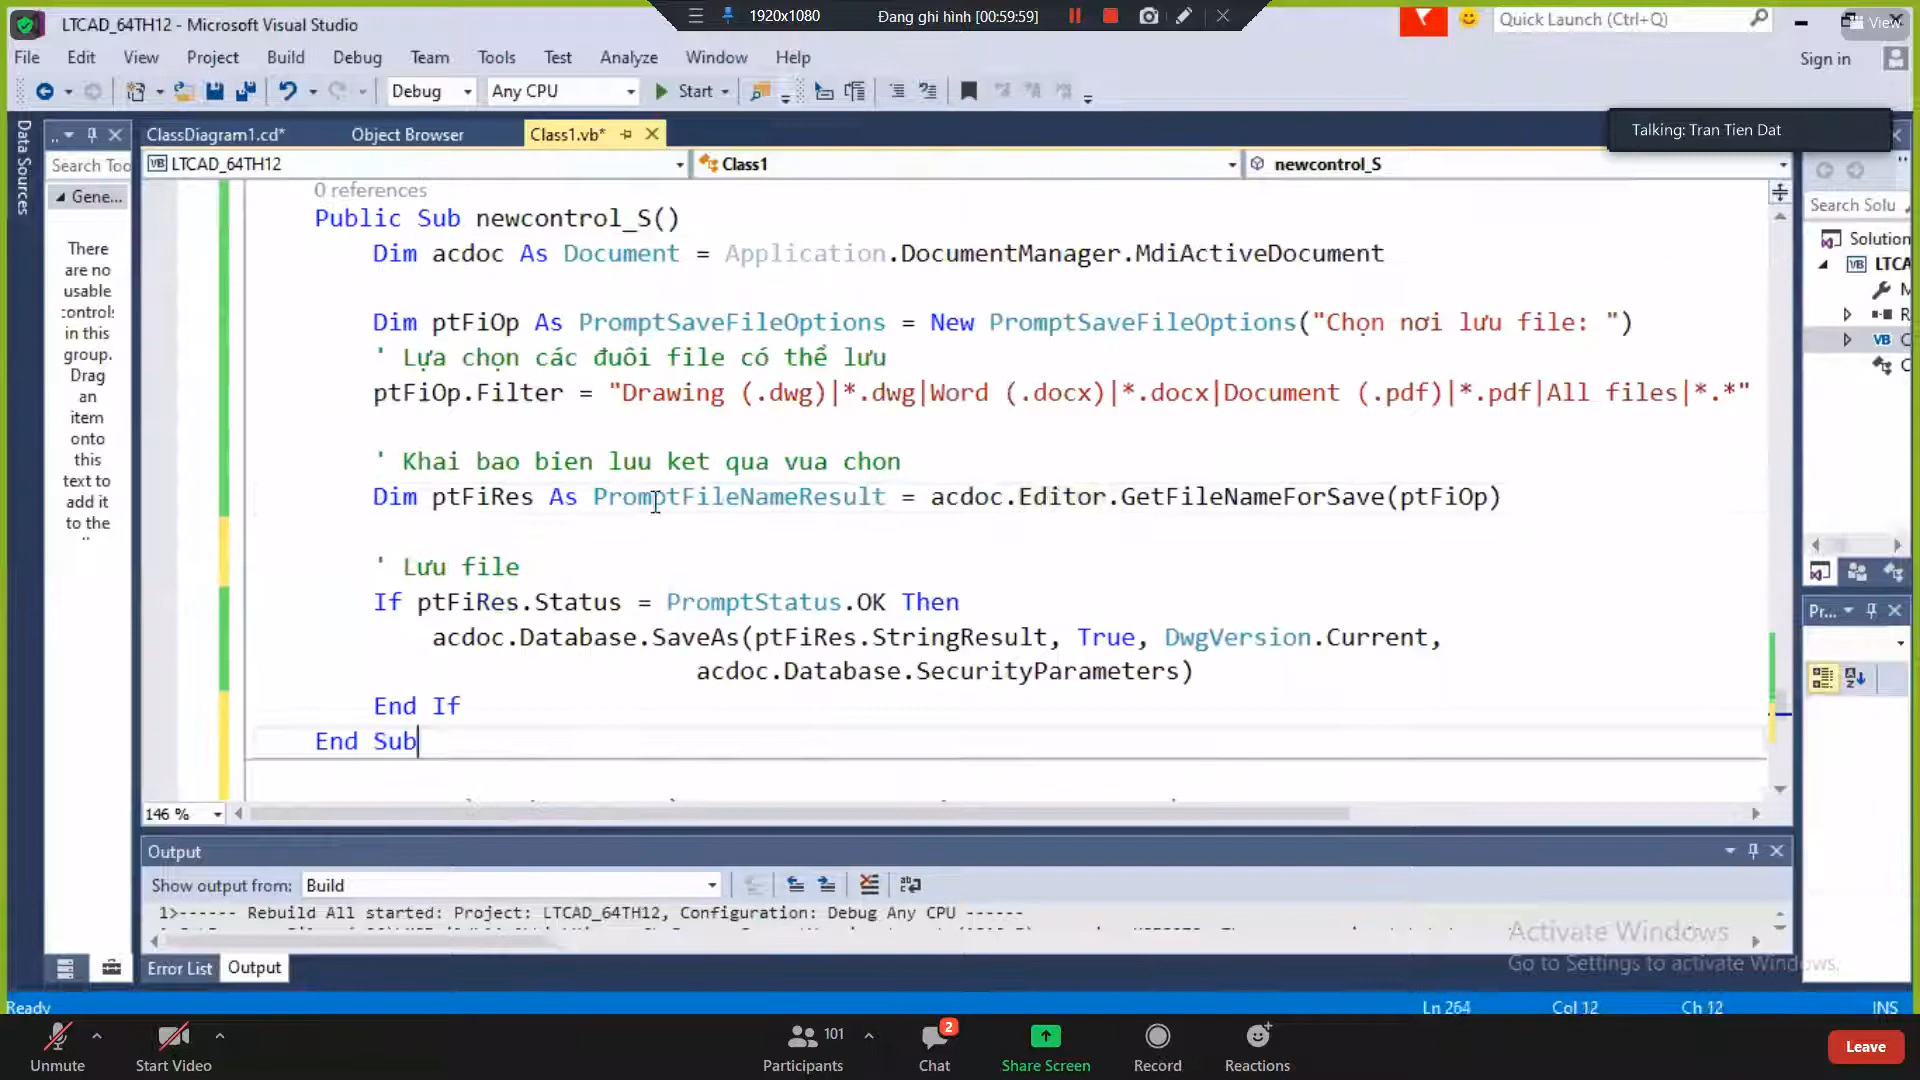 1920x1080
Đang ghi hình [00:59:59]
LTCAD_64TH12 - Microsoft Visual Studio
Quick Launch (Ctrl+Q)
View
File Edit View Project Build Debug Team Tools Test Analyze Window Help
Sign in
Debug
Any CPU
Start
Talking: Tran Tien Dat
Data Sources
ClassDiagram1.cd*
Object Browser
Class1.vb*
Search Too
LTCAD_64TH12
Class1
newcontrol_S
Gene...
There
are no
usable
controls
in this
group.
Drag
an
item
onto
this
text to
add it
to the
Search Solu
Solution
LTCA
0 references
Public Sub newcontrol_S()
Dim acdoc As Document = Application.DocumentManager.MdiActiveDocument
Dim ptFiOp As PromptSaveFileOptions = New PromptSaveFileOptions("Chọn nơi lưu file: ")
' Lựa chọn các đuôi file có thể lưu
ptFiOp.Filter = "Drawing (.dwg)|*.dwg|Word (.docx)|*.docx|Document (.pdf)|*.pdf|All files|*.*"
' Khai bao bien luu ket qua vua chon
Dim ptFiRes As PromptFileNameResult = acdoc.Editor.GetFileNameForSave(ptFiOp)
' Lưu file
If ptFiRes.Status = PromptStatus.OK Then
acdoc.Database.SaveAs(ptFiRes.StringResult, True, DwgVersion.Current,
acdoc.Database.SecurityParameters)
End If
End Sub
Pr...
146 %
Output
Show output from: Build
1>------ Rebuild All started: Project: LTCAD_64TH12, Configuration: Debug Any CPU ------
Activate Windows
Go to Settings to activate Windows.
Error List
Output
Ready
Ln 264
Col 12
Ch 12
INS
Unmute
Start Video
101
Participants
2
Chat
Share Screen
Record
Reactions
Leave